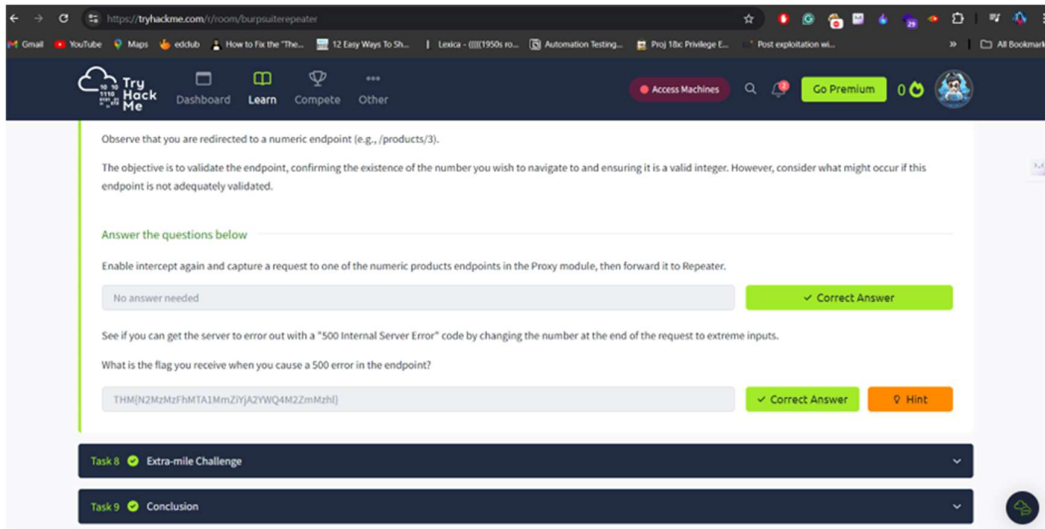 https://tryhackme.com/r/room/burpsuiterepeater
Gmail YouTube Maps edclub How to Fix the "The... 12 Easy Ways To Sh... Lexica - (((((1950s ro... Automation Testing... Proj 18: Privilege E... Post exploitation wi... » All Bookmark
Try Hack Me
Dashboard Learn Compete Other Access Machines Go Premium 0
Observe that you are redirected to a numeric endpoint (e.g., /products/3).
The objective is to validate the endpoint, confirming the existence of the number you wish to navigate to and ensuring it is a valid integer. However, consider what might occur if this
endpoint is not adequately validated.
Answer the questions below
Enable intercept again and capture a request to one of the numeric products endpoints in the Proxy module, then forward it to Repeater.
No answer needed ✓ Correct Answer
See if you can get the server to error out with a "500 Internal Server Error" code by changing the number at the end of the request to extreme inputs.
What is the flag you receive when you cause a 500 error in the endpoint?
THM{N2MzMzFhMTA1MmZiYjA2YWQ4M2ZmMzhl} ✓ Correct Answer Hint
Task 8 Extra-mile Challenge
Task 9 Conclusion